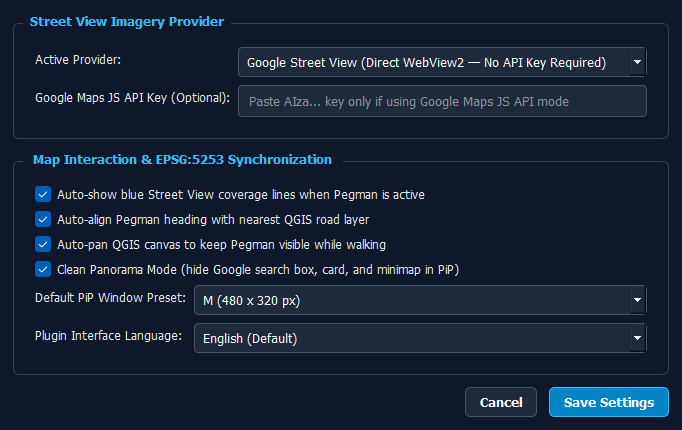 Street View Imagery Provider
Active Provider: Google Street View (Direct WebView2 — No API Key Required)
Google Maps JS API Key (Optional): Paste AIza... key only if using Google Maps JS API mode
Map Interaction & EPSG:5253 Synchronization
Auto-show blue Street View coverage lines when Pegman is active
Auto-align Pegman heading with nearest QGIS road layer
Auto-pan QGIS canvas to keep Pegman visible while walking
Clean Panorama Mode (hide Google search box, card, and minimap in PiP)
Default PiP Window Preset: M (480 x 320 px)
Plugin Interface Language: English (Default)
Cancel Save Settings